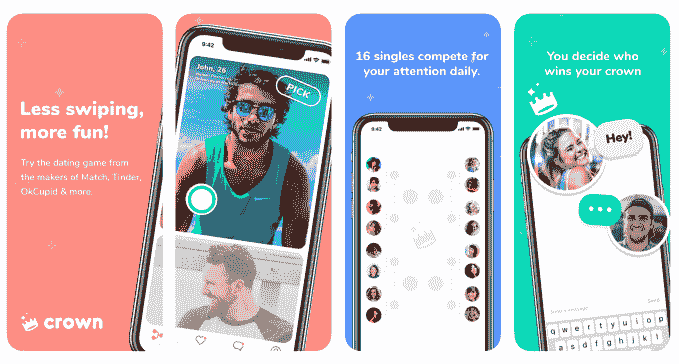 Less swiping,
more fun!
Try the dating game from
the makers of Match, Tinder,
OkCupid & more.
crown
9:42
John, 26
PICK
16 singles compete for
your attention daily.
9:42
You decide who
wins your crown
Hey!
Send
q w e r t y u i o p
a s d f g h j k l